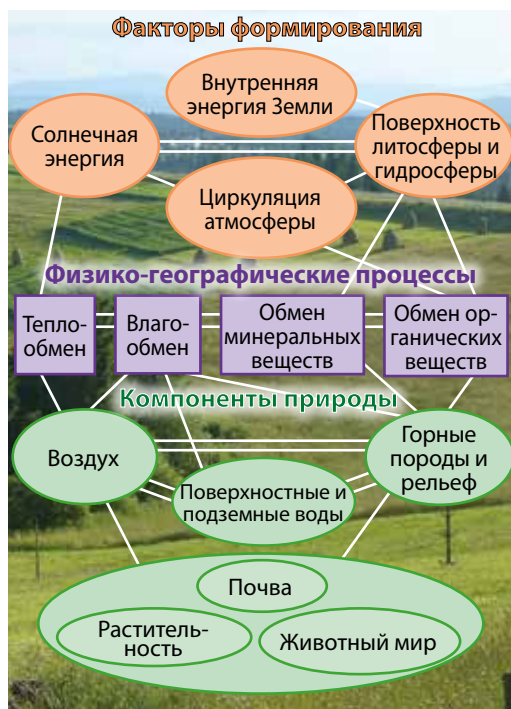 Факторы формирования
Внутренняя
энергия Земли
Солнечная
энергия
Поверхность
литосферы и
гидросферы
Циркуляция
атмосферы
Физико-географические процессы
Тепло-
обмен
Влаго-
обмен
Обмен
минеральных
веществ
Обмен ор-
ганических
веществ
Компоненты природы
Воздух
Горные
породы и
рельеф
Поверхностные и
подземные воды
Почва
Раститель-
ность
Животный мир